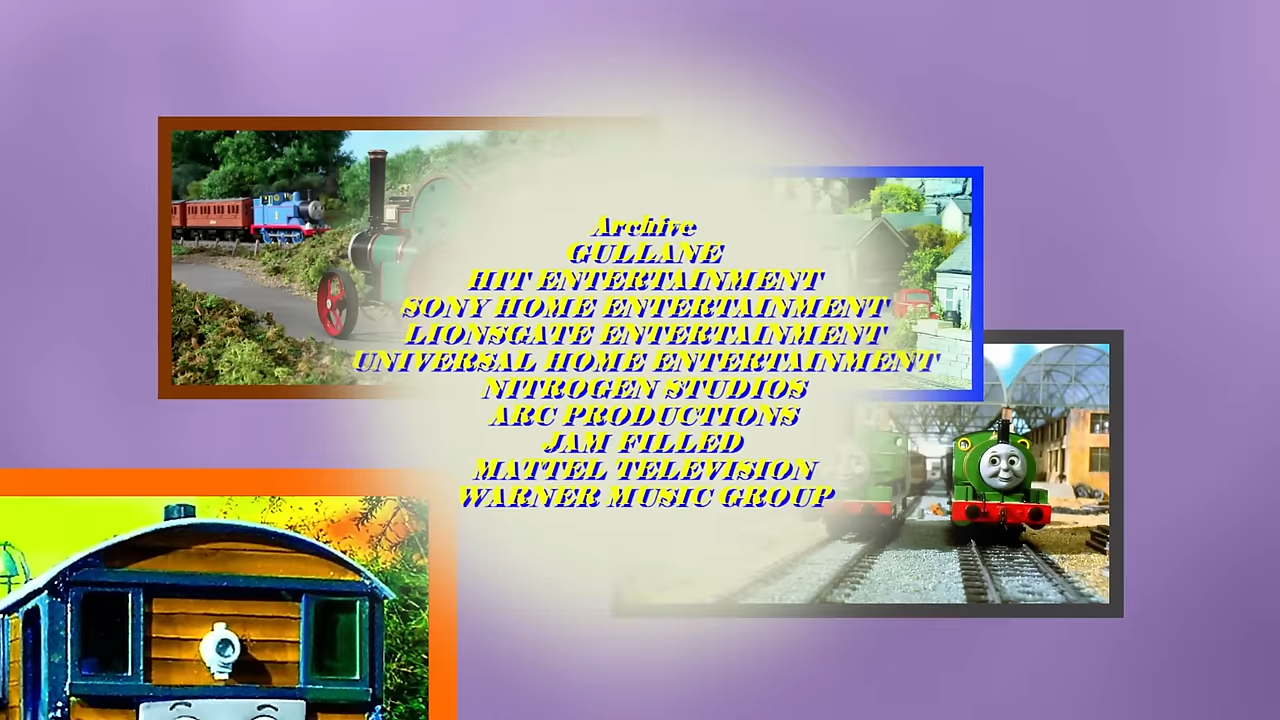 Archive
GULLANE
HIT ENTERTAINMENT
SONY HOME ENTERTAINMENT
LIONSGATE ENTERTAINMENT
UNIVERSAL HOME ENTERTAINMENT
NITROGEN STUDIOS
ARC PRODUCTIONS
JAM FILLED
MATTEL TELEVISION
WARNER MUSIC GROUP
1